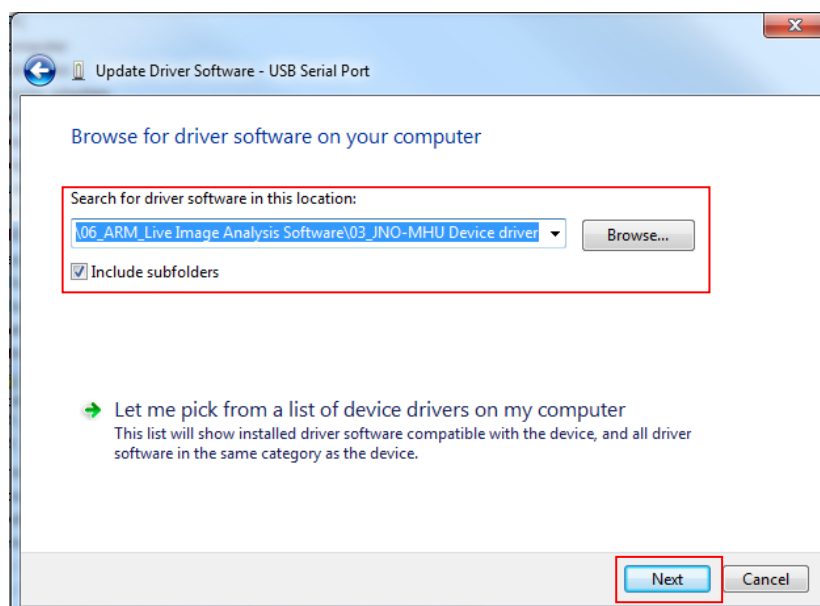 Update Driver Software - USB Serial Port
Browse for driver software on your computer
Search for driver software in this location:
\06_ARM_Live Image Analysis Software\03_JNO-MHU Device driver
Browse...
Include subfolders
Let me pick from a list of device drivers on my computer
This list will show installed driver software compatible with the device, and all driver
software in the same category as the device.
Next
Cancel